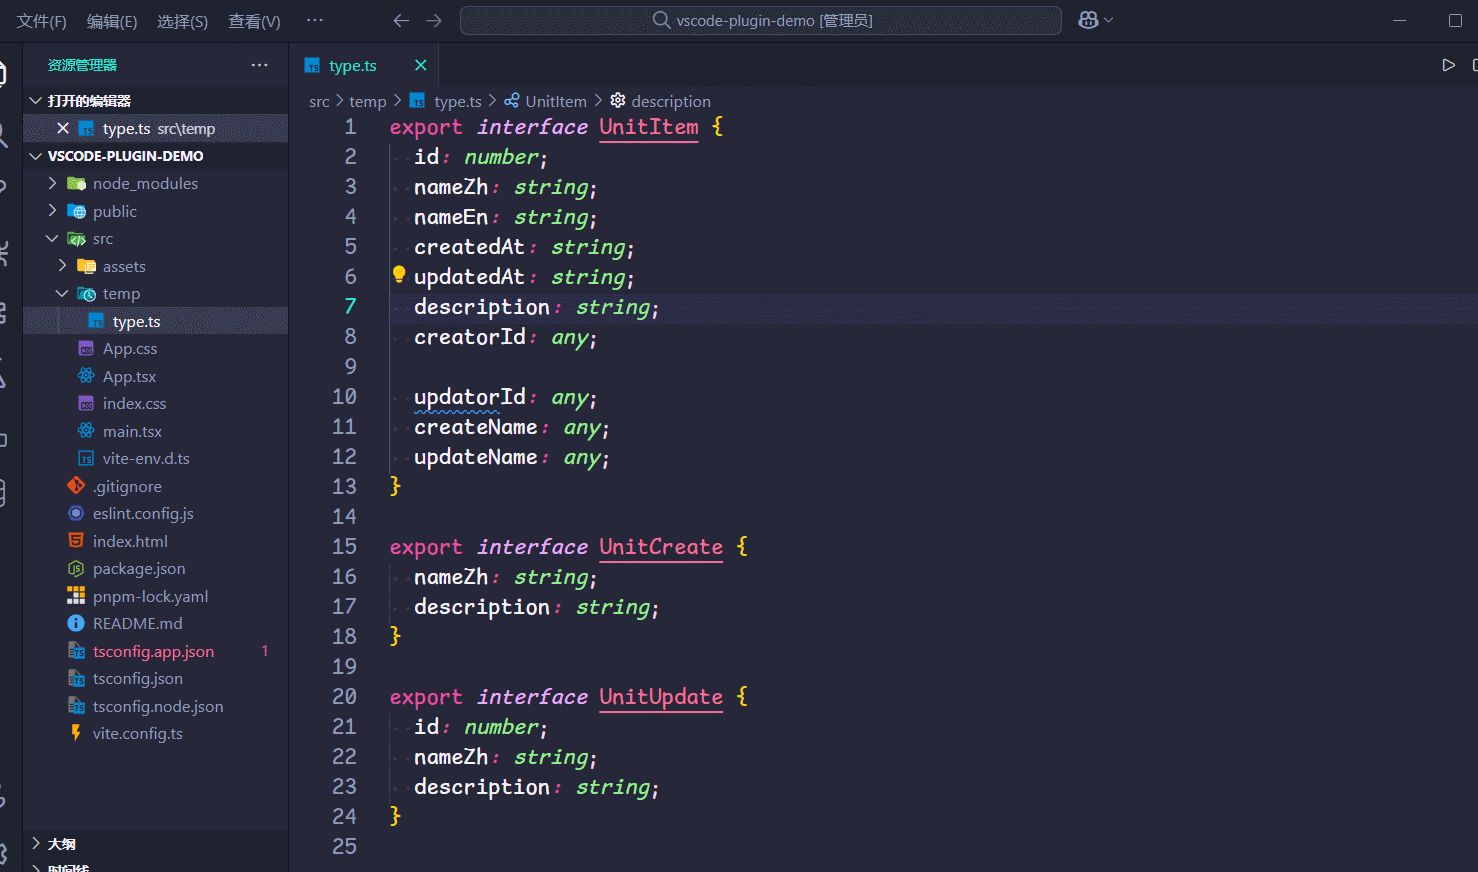 文件(F) 编辑(E) 选择(S) 查看(V) ··· vscode-plugin-demo [管理员]
资源管理器 ···
打开的编辑器
type.ts src\temp
VSCODE-PLUGIN-DEMO
node_modules
public
src
assets
temp
type.ts
App.css
App.tsx
index.css
main.tsx
vite-env.d.ts
.gitignore
eslint.config.js
index.html
package.json
pnpm-lock.yaml
README.md
tsconfig.app.json 1
tsconfig.json
tsconfig.node.json
vite.config.ts
大纲
时间线
type.ts
src > temp > type.ts > UnitItem > description
1 export interface UnitItem {
2 id: number;
3 nameZh: string;
4 nameEn: string;
5 createdAt: string;
6 updatedAt: string;
7 description: string;
8 creatorId: any;
9
10 updatorId: any;
11 createName: any;
12 updateName: any;
13 }
14
15 export interface UnitCreate {
16 nameZh: string;
17 description: string;
18 }
19
20 export interface UnitUpdate {
21 id: number;
22 nameZh: string;
23 description: string;
24 }
25